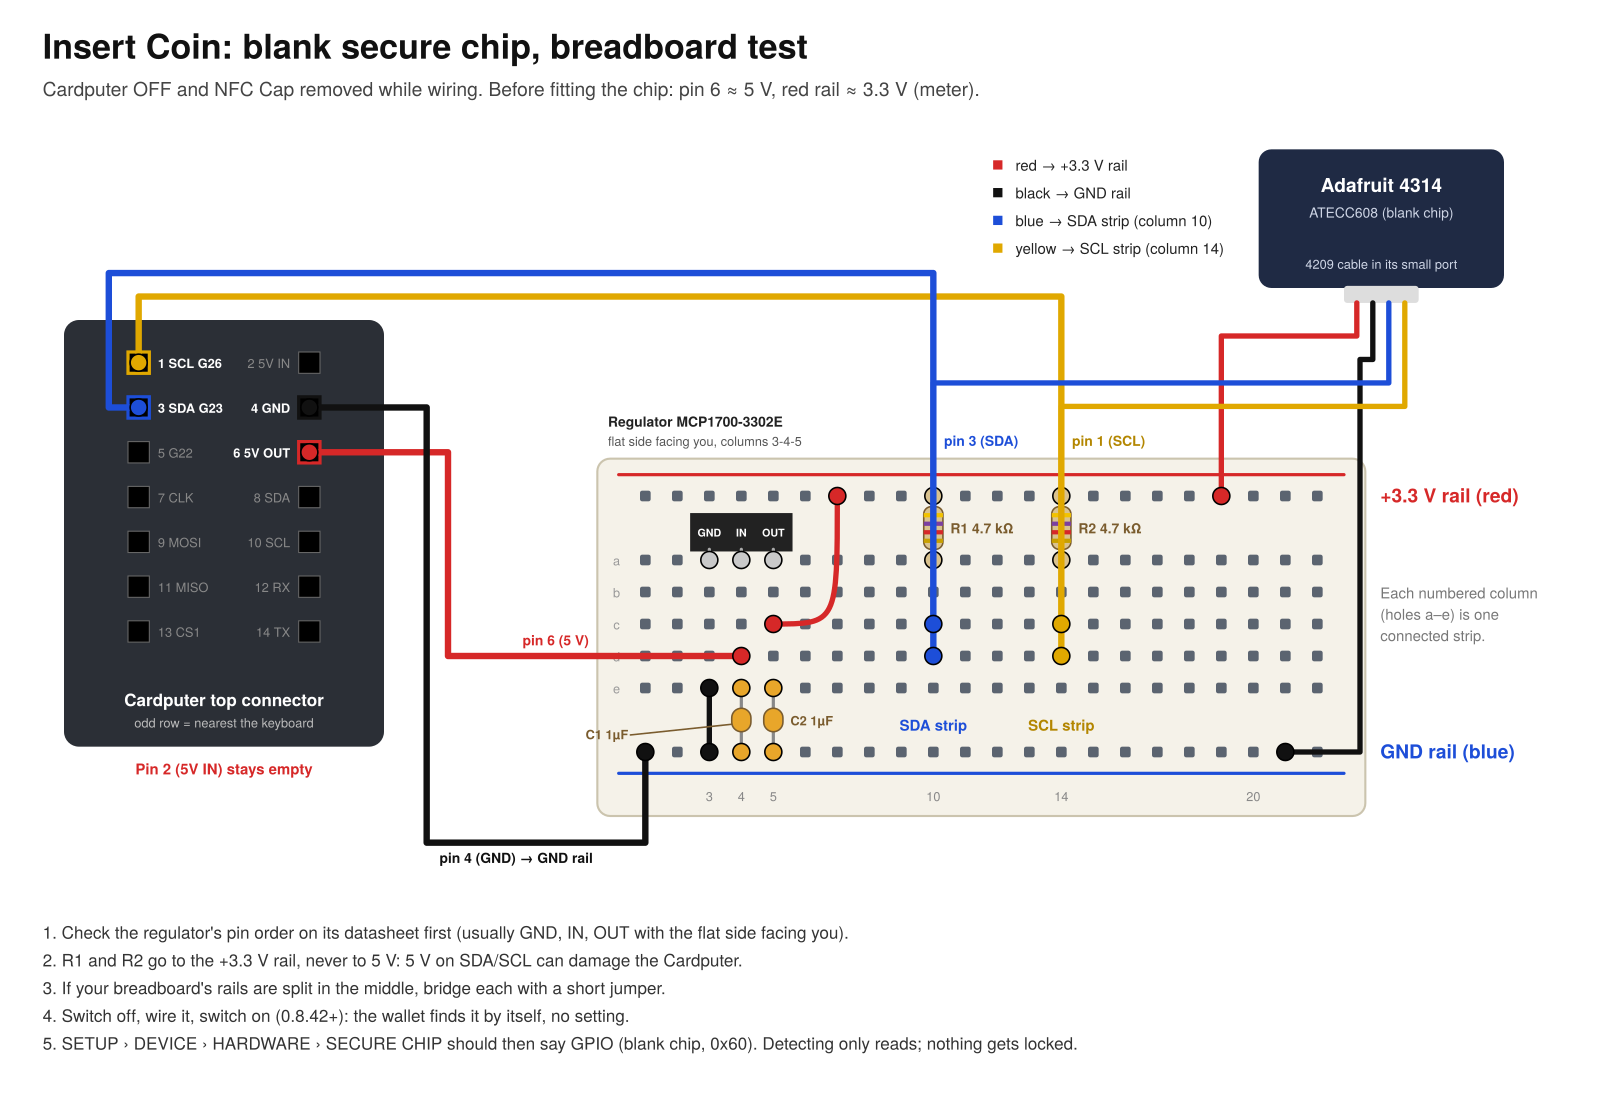 Insert Coin: blank secure chip, breadboard test
Cardputer OFF and NFC Cap removed while wiring. Before fitting the chip: pin 6 ≈ 5 V, red rail ≈ 3.3 V (meter).
red → +3.3 V rail
black → GND rail
blue → SDA strip (column 10)
yellow → SCL strip (column 14)
Adafruit 4314
ATECC608 (blank chip)
4209 cable in its small port
1 SCL G26
2 5V IN
3 SDA G23
4 GND
5 G22
6 5V OUT
7 CLK
8 SDA
9 MOSI
10 SCL
11 MISO
12 RX
13 CS1
14 TX
Cardputer top connector
odd row = nearest the keyboard
Pin 2 (5V IN) stays empty
Regulator MCP1700-3302E
flat side facing you, columns 3-4-5
pin 3 (SDA)
pin 1 (SCL)
+3.3 V rail (red)
GND
IN
OUT
R1 4.7 kΩ
R2 4.7 kΩ
a
b
c
e
Each numbered column
(holes a–e) is one
connected strip.
pin 6 (5 V)
C1 1µF
C2 1µF
SDA strip
SCL strip
GND rail (blue)
3
4
5
10
14
20
pin 4 (GND) → GND rail
1. Check the regulator's pin order on its datasheet first (usually GND, IN, OUT with the flat side facing you).
2. R1 and R2 go to the +3.3 V rail, never to 5 V: 5 V on SDA/SCL can damage the Cardputer.
3. If your breadboard's rails are split in the middle, bridge each with a short jumper.
4. Switch off, wire it, switch on (0.8.42+): the wallet finds it by itself, no setting.
5. SETUP › DEVICE › HARDWARE › SECURE CHIP should then say GPIO (blank chip, 0x60). Detecting only reads; nothing gets locked.